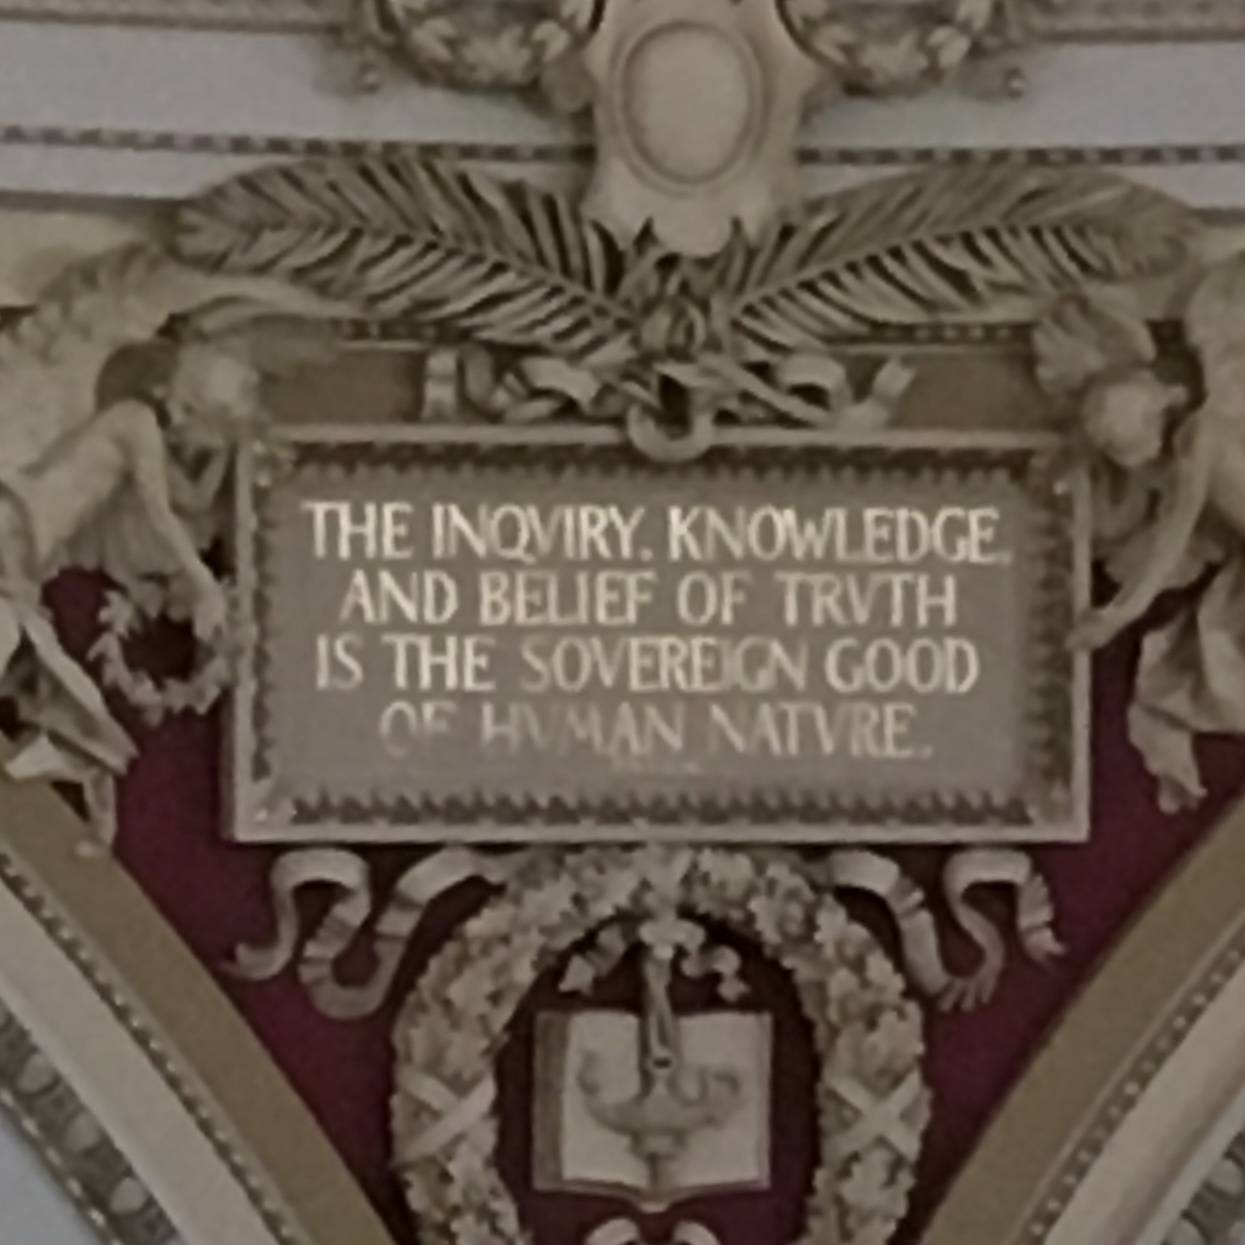 THE INQVIRY. KNOWLEDGE.
AND BELIEF OF TRVTH
IS THE SOVEREIGN GOOD
OF HVMAN NATVRE.